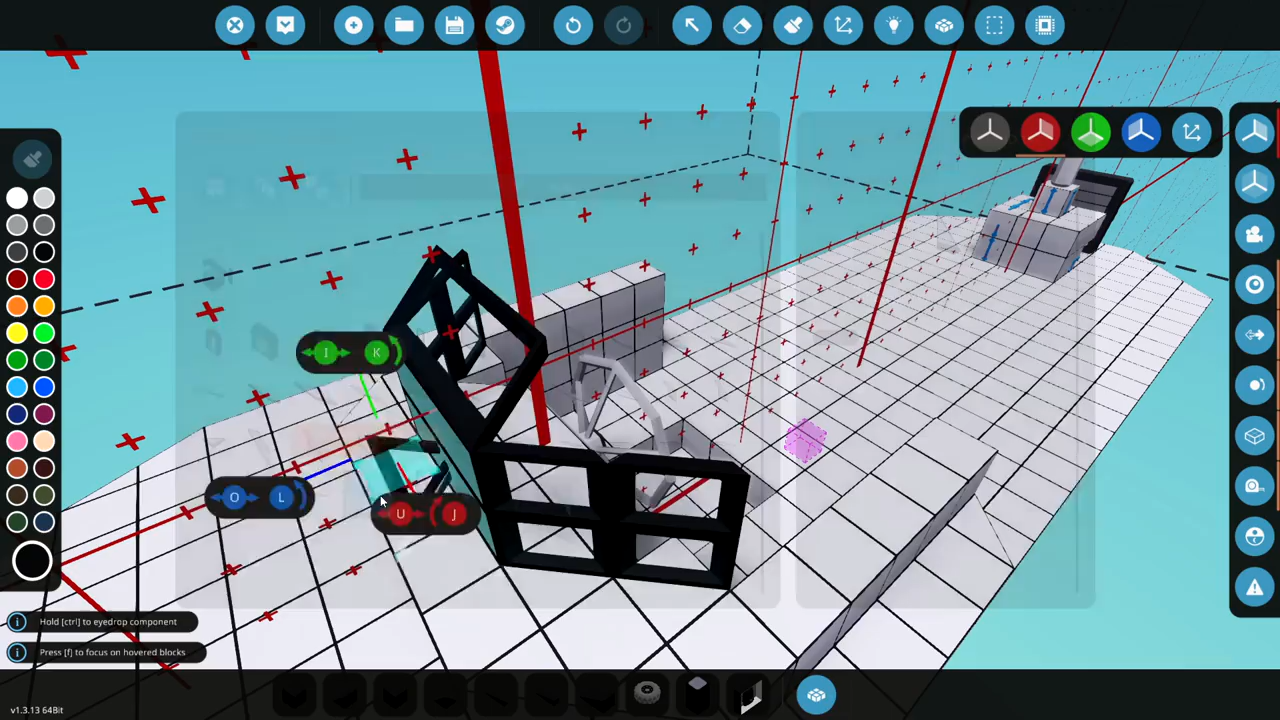 I K
O L
U J
Hold [ctrl] to eyedrop component
Press [f] to focus on hovered blocks
v1.3.13 64Bit